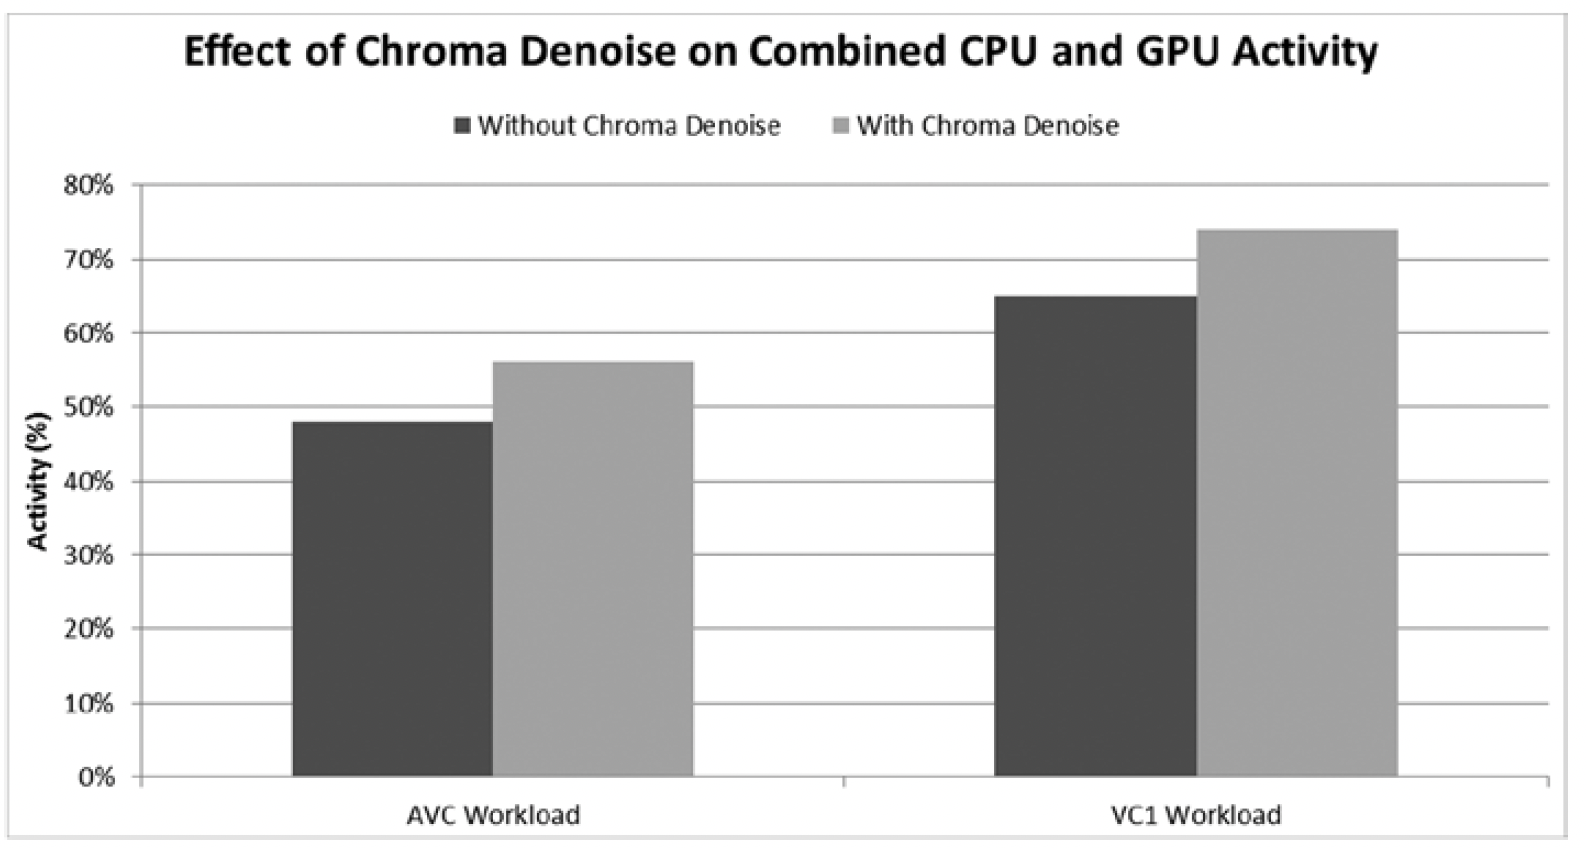 Effect of Chroma Denoise on Combined CPU and GPU Activity
Without Chroma Denoise With Chroma Denoise
80%
70%
60%
50%
40%
30%
20%
10%
0%
Activity (%)
AVC Workload VC1 Workload